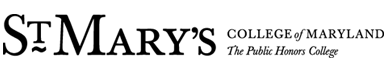 ST MARY'S
COLLEGE of MARYLAND
The Public Honors College